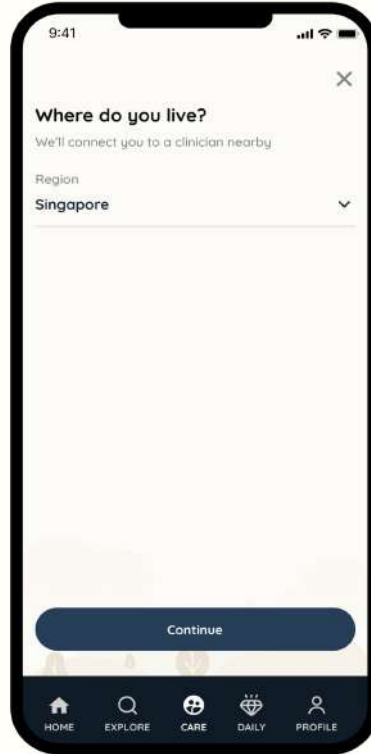 9:41
Where do you live?
We'll connect you to a clinician nearby
Region
Singapore
Continue
HOME EXPLORE CARE DAILY PROFILE